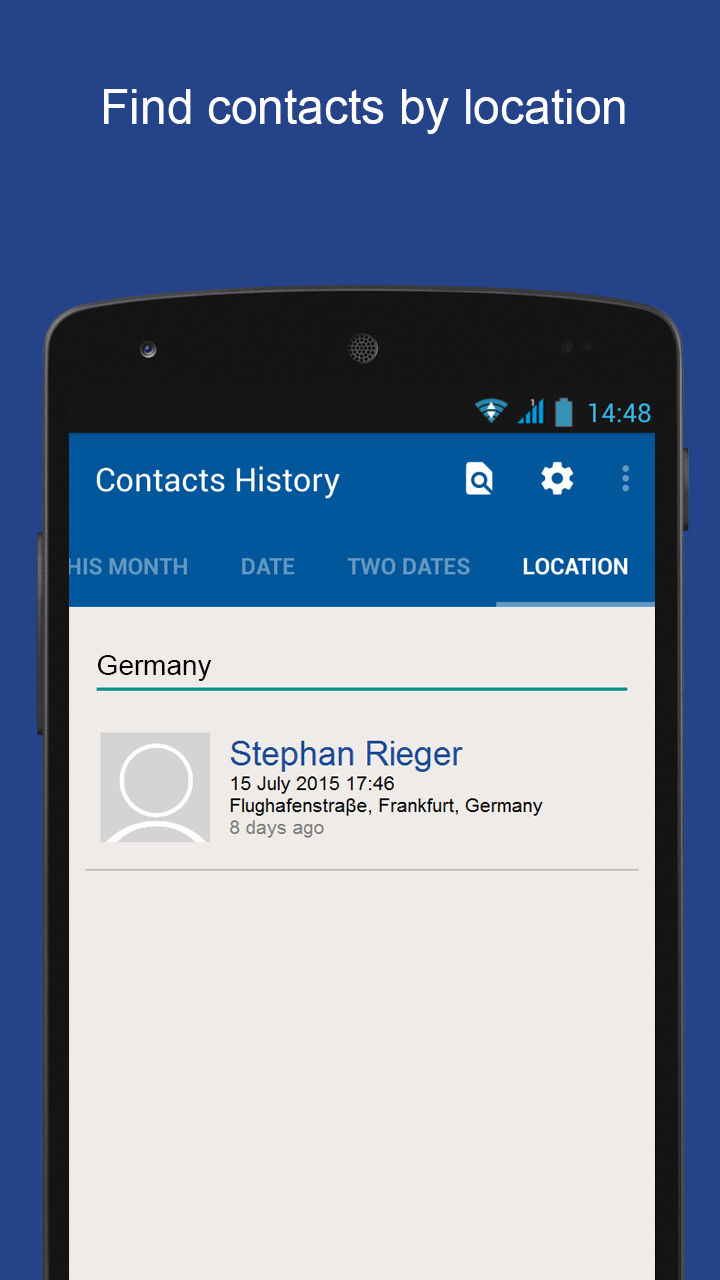 Find contacts by location
1
14:48
Contacts History
HIS MONTH DATE TWO DATES LOCATION
Germany
Stephan Rieger
15 July 2015 17:46
Flughafenstraβe, Frankfurt, Germany
8 days ago